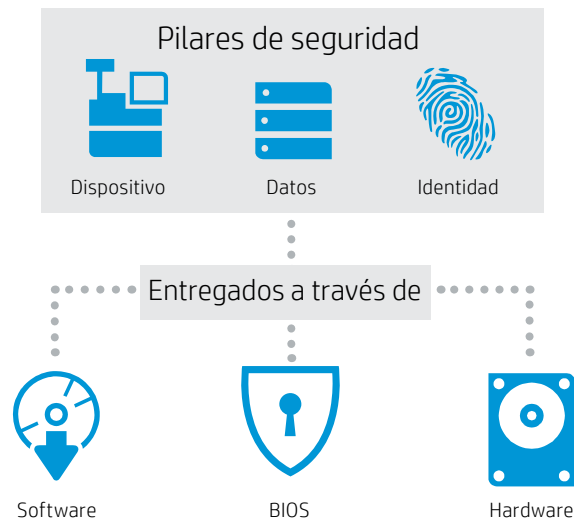 Pilares de seguridad
Dispositivo
Datos
Identidad
Entregados a través de
Software
BIOS
Hardware